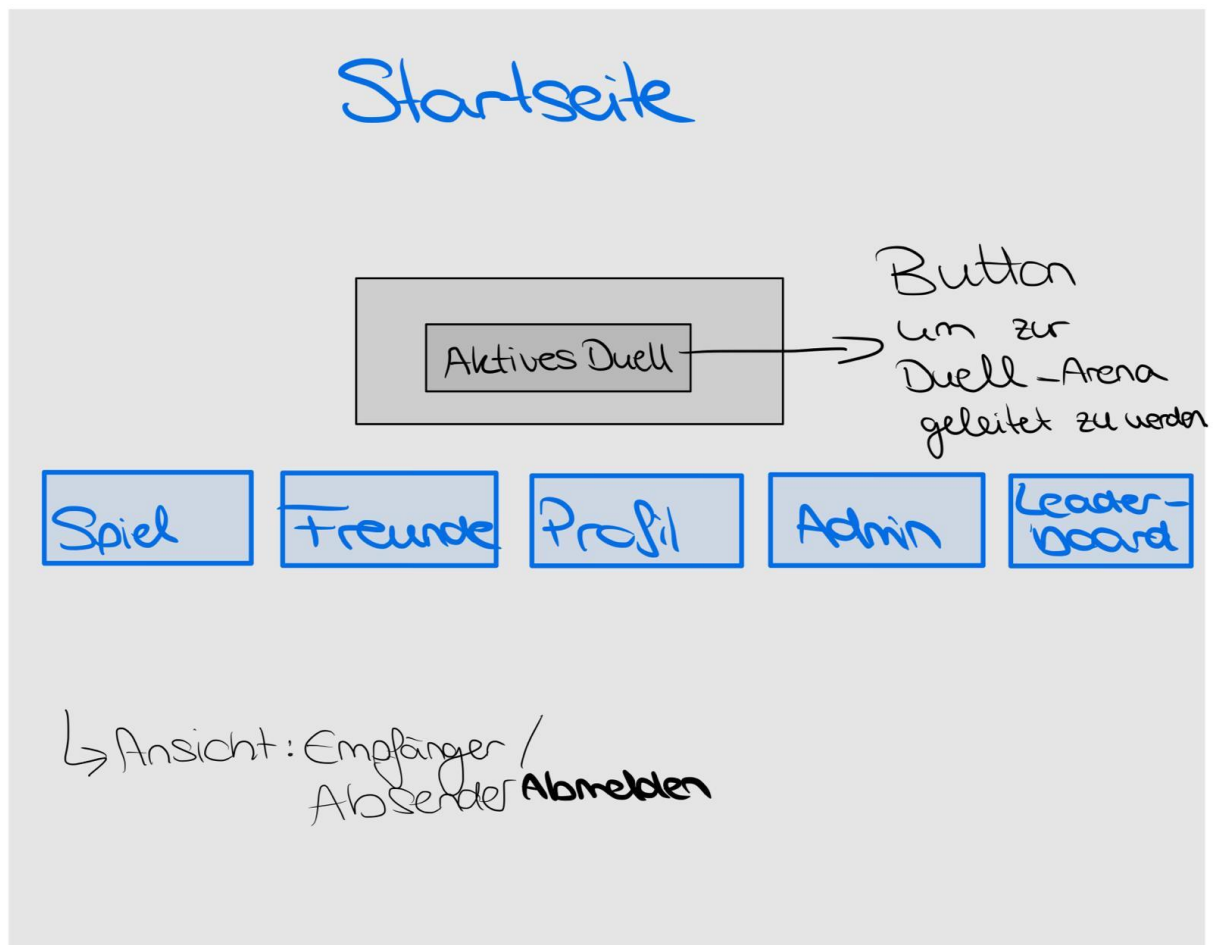 Startseite
Button
um zur
Aktives Duell
Duell-Arena
geleitet zu werden
Spiel
Freunde
Profil
Admin
Leader-
board
Ansicht: Empfänger /
Absender Abmelden